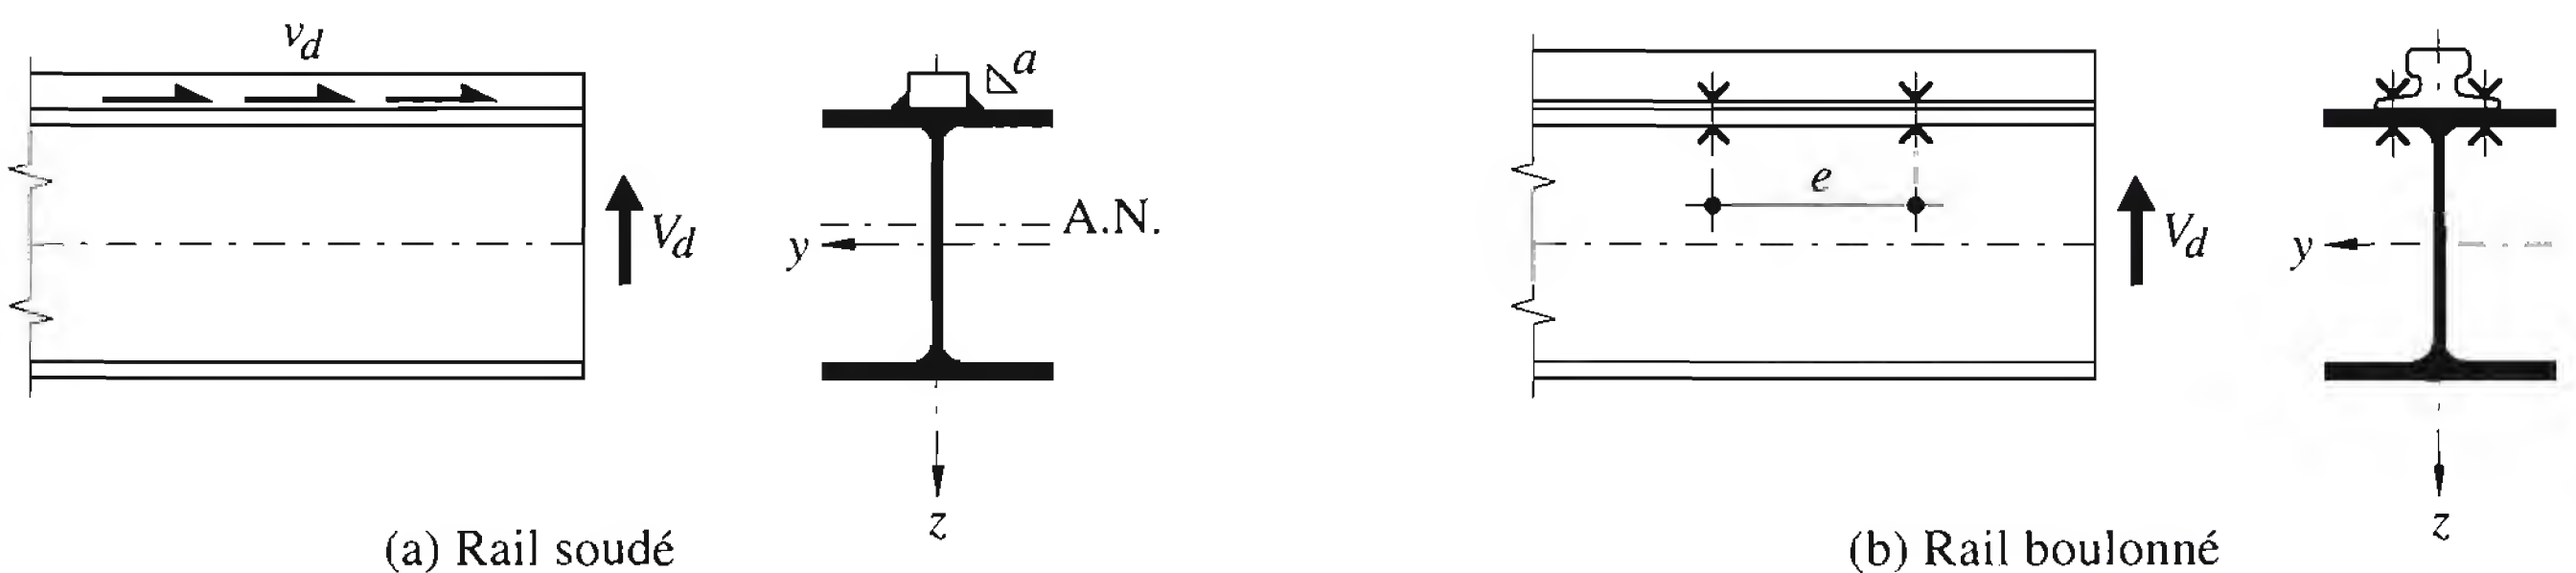 v_d
a
V_d
y
A.N.
z
(a) Rail soudé
e
V_d
y
z
(b) Rail boulonné